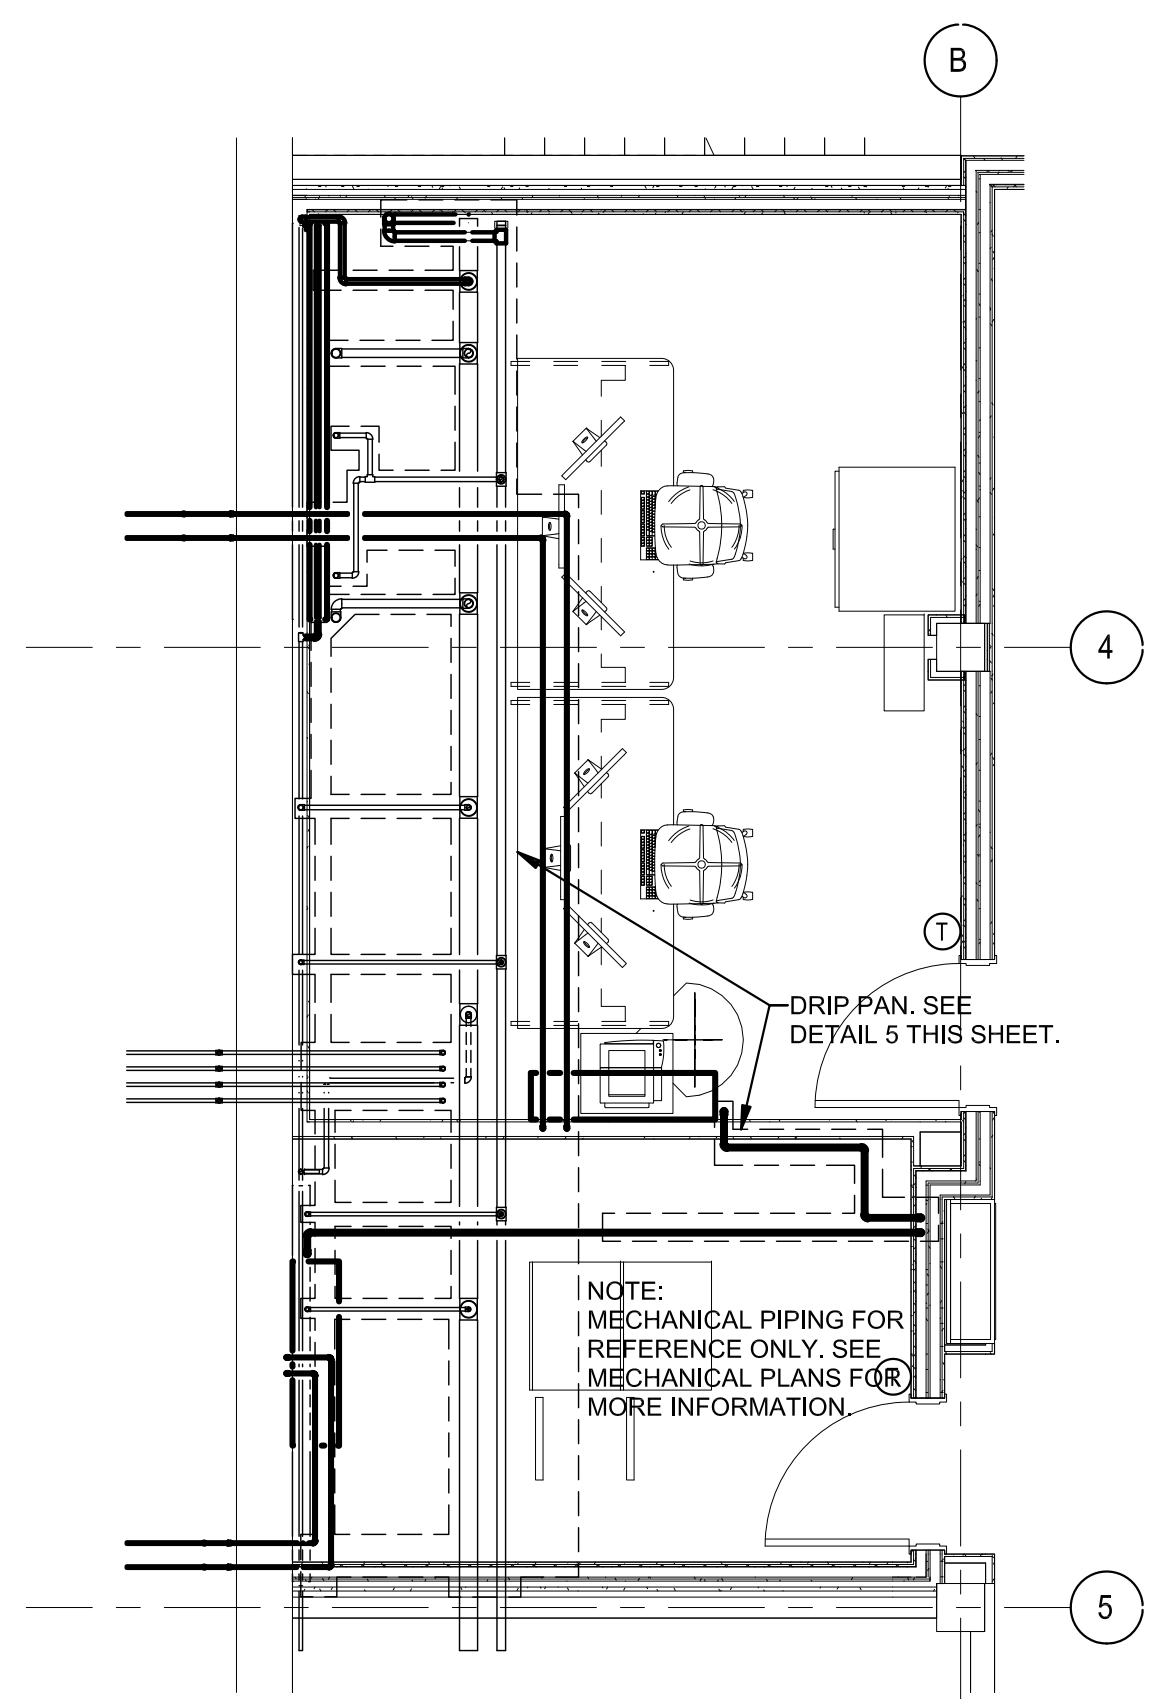 B
4
T
DRIP PAN. SEE
DETAIL 5 THIS SHEET.
NOTE:
MECHANICAL PIPING FOR
REFERENCE ONLY. SEE
MECHANICAL PLANS FOR
MORE INFORMATION.
T
5